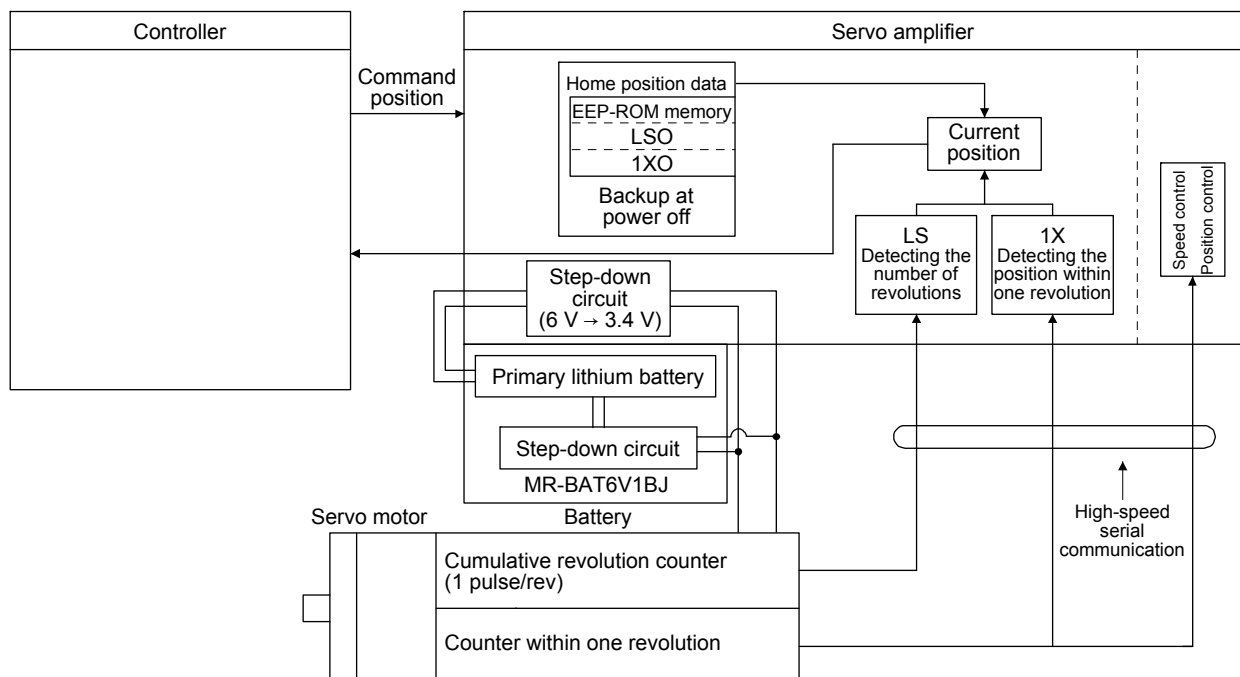 Controller
Servo amplifier
Command
position
Home position data
EEP-ROM memory
LSO
1XO
Backup at
power off
Current
position
LS
Detecting the
number of
revolutions
1X
Detecting the
position within
one revolution
Speed control
Position control
Step-down
circuit
(6 V → 3.4 V)
Primary lithium battery
Step-down circuit
MR-BAT6V1BJ
Battery
Servo motor
High-speed
serial
communication
Cumulative revolution counter
(1 pulse/rev)
Counter within one revolution